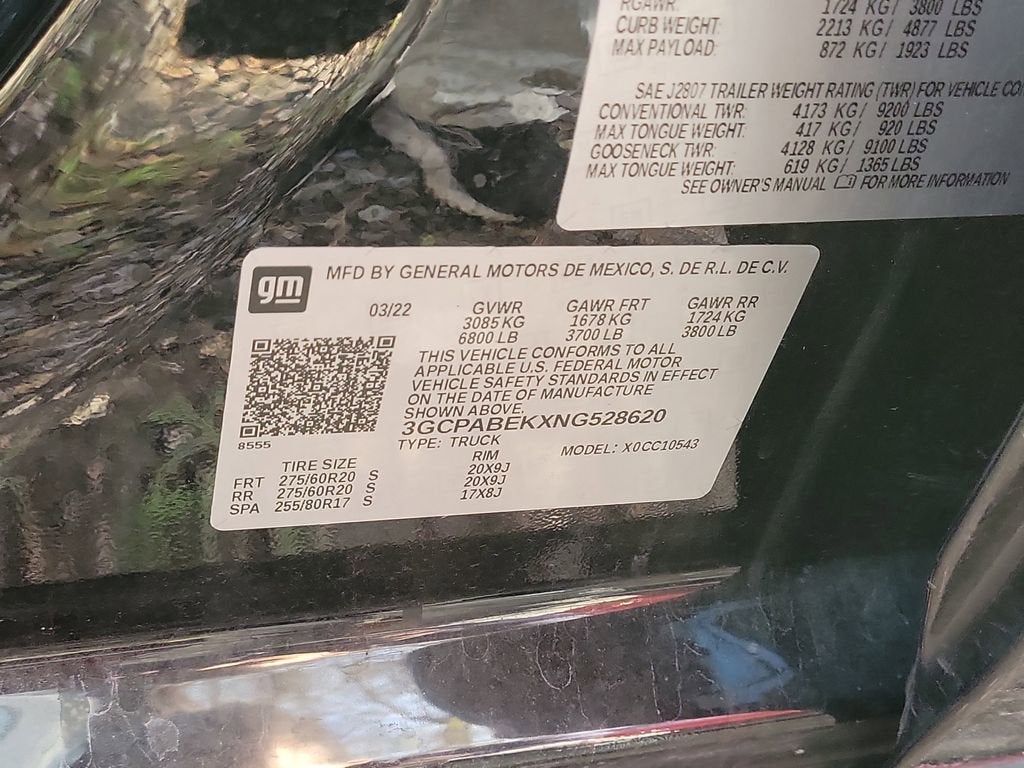 RGAWR: 1724 KG/ 3800 LBS
CURB WEIGHT: 2213 KG/ 4877 LBS
MAX PAYLOAD: 872 KG/ 1923 LBS
SAE J2807 TRAILER WEIGHT RATING (TWR) FOR VEHICLE
CONVENTIONAL TWR: 4173 KG/ 9200 LBS
MAX TONGUE WEIGHT: 417 KG/ 920 LBS
GOOSENECK TWR: 4128 KG/ 9100 LBS
MAX TONGUE WEIGHT: 619 KG/ 1365 LBS
SEE OWNER'S MANUAL FOR MORE INFORMATION
gm
MFD BY GENERAL MOTORS DE MEXICO, S. DE R.L. DE C.V.
03/22 GVWR GAWR FRT GAWR RR
3085 KG 1678 KG 1724 KG
6800 LB 3700 LB 3800 LB
THIS VEHICLE CONFORMS TO ALL
APPLICABLE U.S. FEDERAL MOTOR
VEHICLE SAFETY STANDARDS IN EFFECT
ON THE DATE OF MANUFACTURE
SHOWN ABOVE.
3GCPABEKXNG528620
8555
TYPE: TRUCK MODEL: X0CC10543
TIRE SIZE RIM
FRT 275/60R20 S 20X9J
RR 275/60R20 S 20X9J
SPA 255/80R17 S 17X8J